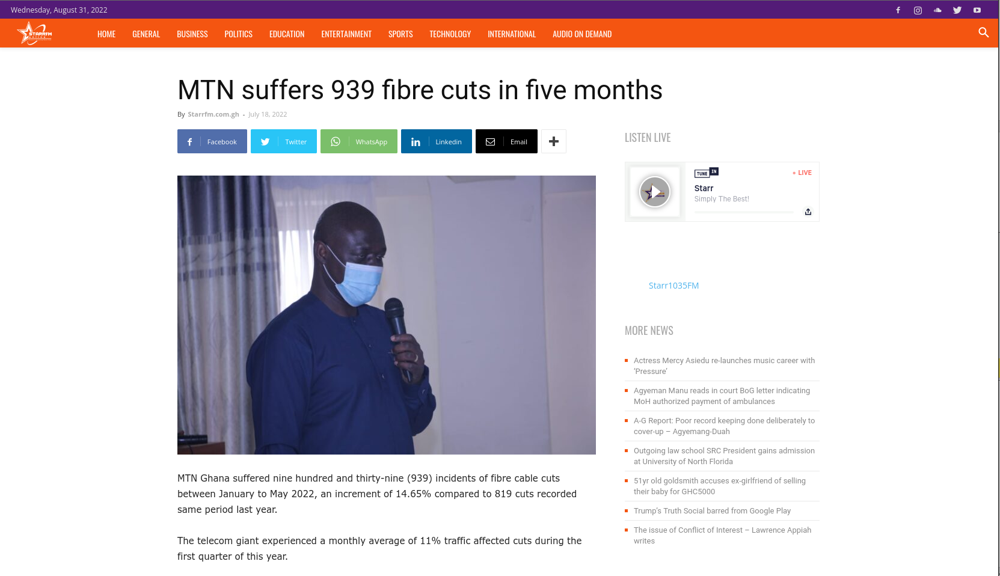 Wednesday, August 31, 2022
STARRFM
HOME
GENERAL
BUSINESS
POLITICS
EDUCATION
ENTERTAINMENT
SPORTS
TECHNOLOGY
INTERNATIONAL
AUDIO ON DEMAND
MTN suffers 939 fibre cuts in five months
By Starrfm.com.gh - July 18, 2022
Facebook
Twitter
WhatsApp
Linkedin
Email
MTN Ghana suffered nine hundred and thirty-nine (939) incidents of fibre cable cuts
between January to May 2022, an increment of 14.65% compared to 819 cuts recorded
same period last year.
The telecom giant experienced a monthly average of 11% traffic affected cuts during the
first quarter of this year.
LISTEN LIVE
TUNE IN
LIVE
Starr
Simply The Best!
Starr1035FM
MORE NEWS
Actress Mercy Asiedu re-launches music career with
‘Pressure’
Agyeman Manu reads in court BoG letter indicating
MoH authorized payment of ambulances
A-G Report: Poor record keeping done deliberately to
cover-up – Agyemang-Duah
Outgoing law school SRC President gains admission
at University of North Florida
51yr old goldsmith accuses ex-girlfriend of selling
their baby for GHC5000
Trump’s Truth Social barred from Google Play
The issue of Conflict of Interest – Lawrence Appiah
writes